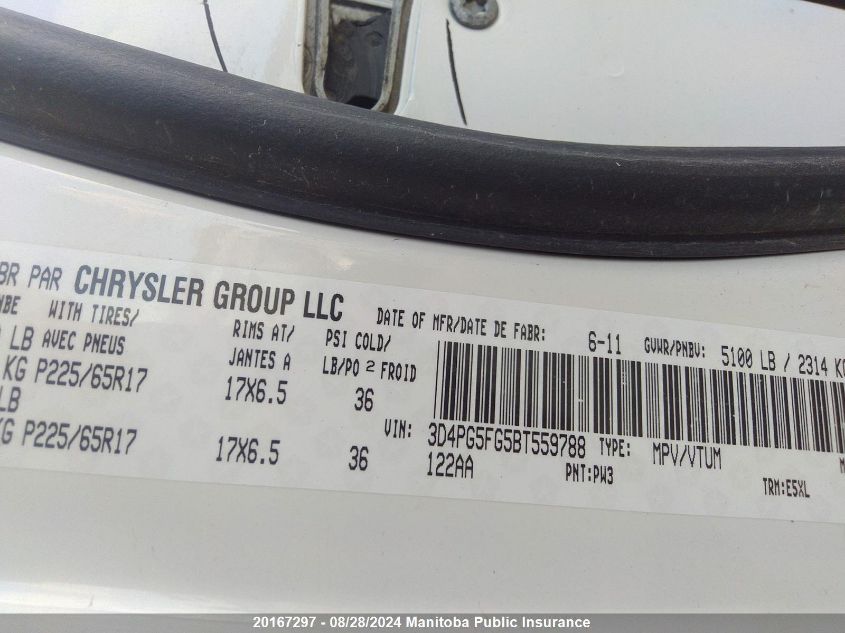 BR PAR CHRYSLER GROUP LLC DATE OF MFR/DATE DE FABR: 6-11 GVWR/PNBV: 5100 LB / 2314 KG
WITH TIRES/ RIMS AT/ PSI COLD/
LB AVEC PNEUS JANTES A LB/PO 2 FROID
KG P225/65R17 17X6.5 36
LB
KG P225/65R17 17X6.5 36
VIN: 3D4PG5FG5BT559788 TYPE: MPV/VTUM
122AA PNT:PW3 TRM:E5XL
20167297 - 08/28/2024 Manitoba Public Insurance